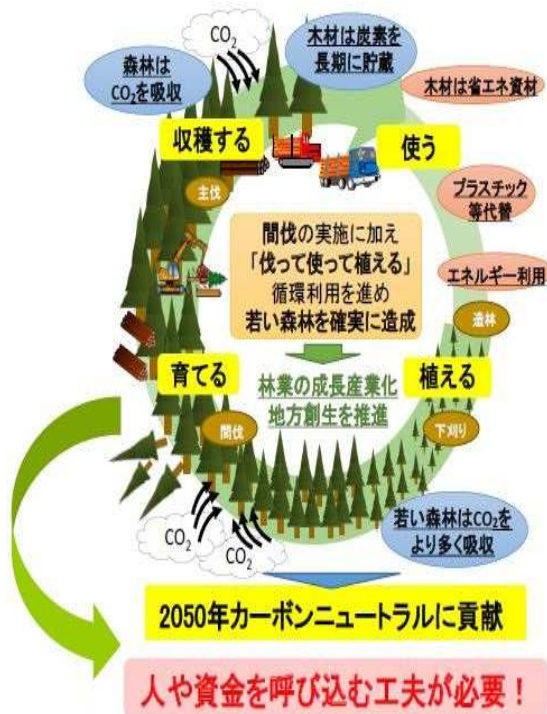 CO2
木材は炭素を
長期に貯蔵
森林は
CO2を吸収
木材は省エネ資材
収穫する
使う
主伐
プラスチック
等代替
間伐の実施に加え
「伐って使って植える」
循環利用を進め
若い森林を確実に造成
エネルギー利用
造林
育てる
植える
林業の成長産業化
地方創生を推進
間伐
下刈り
CO2
CO2
若い森林はCO2を
より多く吸収
2050年カーボンニュートラルに貢献
人や資金を呼び込む工夫が必要！